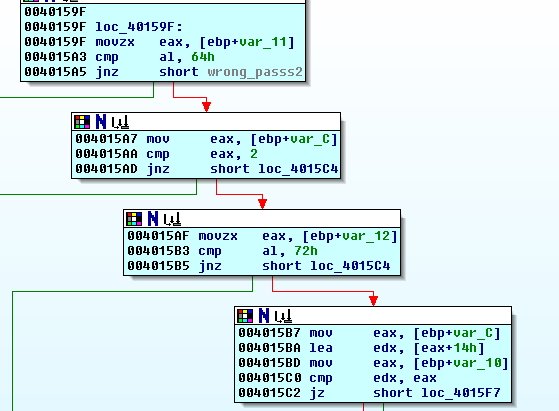 0040159F
0040159F loc_40159F:
0040159F movzx eax, [ebp+var_11]
004015A3 cmp al, 64h
004015A5 jnz short wrong_passs2
004015A7 mov eax, [ebp+var_C]
004015AA cmp eax, 2
004015AD jnz short loc_4015C4
004015AF movzx eax, [ebp+var_12]
004015B3 cmp al, 72h
004015B5 jnz short loc_4015C4
004015B7 mov eax, [ebp+var_C]
004015BA lea edx, [eax+14h]
004015BD mov eax, [ebp+var_10]
004015C0 cmp edx, eax
004015C2 jz short loc_4015F7